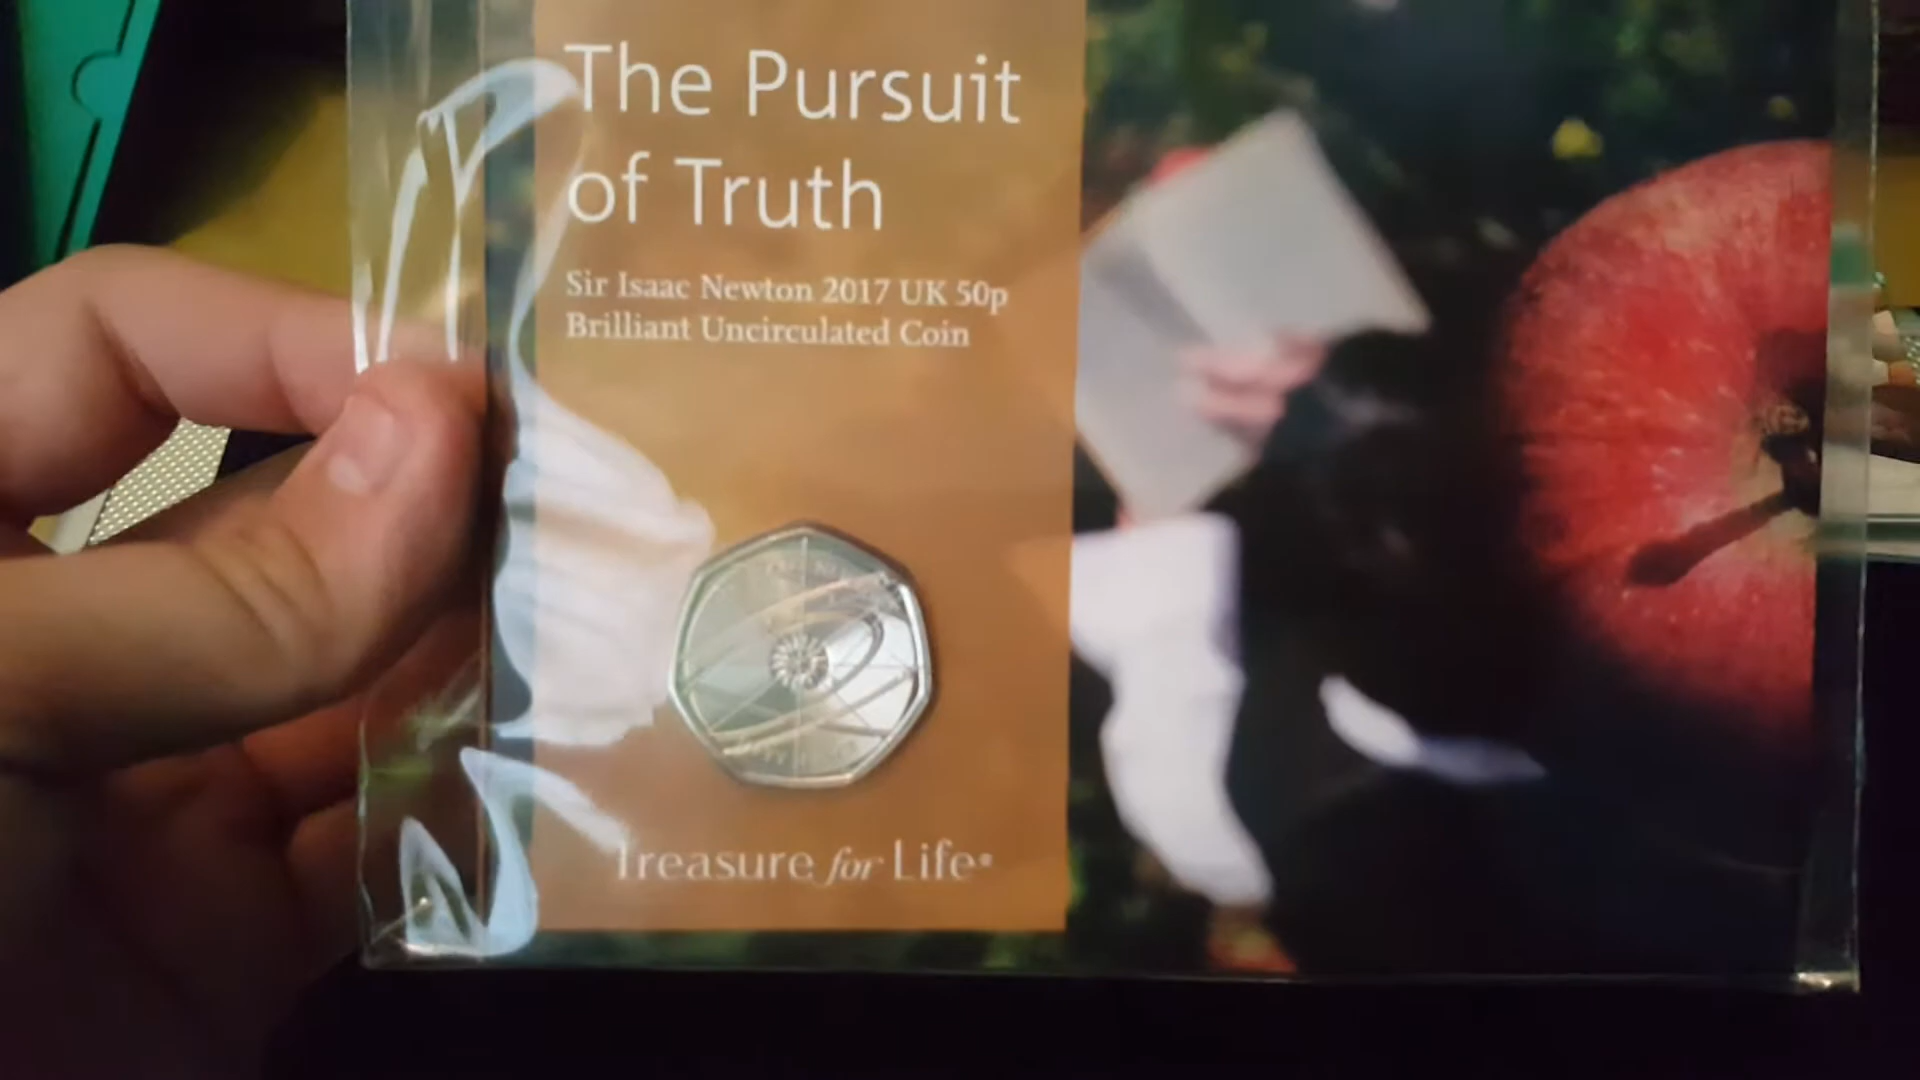 The Pursuit
of Truth
Sir Isaac Newton 2017 UK 50p
Brilliant Uncirculated Coin
Treasure for Life®